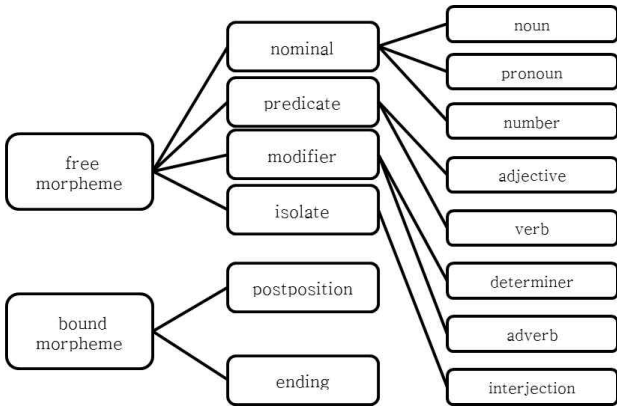 free
morpheme
bound
morpheme
nominal
predicate
modifier
isolate
postposition
ending
noun
pronoun
number
adjective
verb
determiner
adverb
interjection